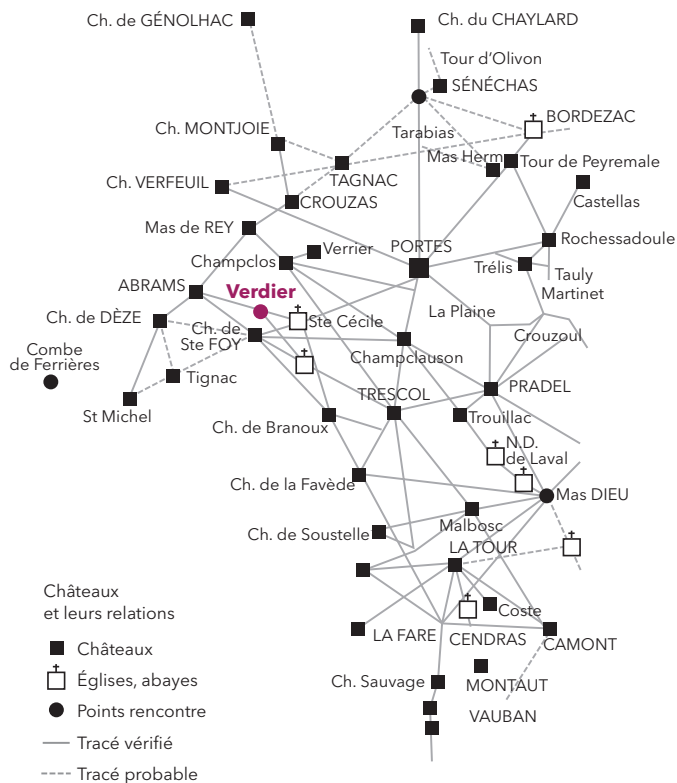 Ch. de GÉNOLHAC
Ch. du CHAYLARD
Tour d'Olivon
SÉNÉCHAS
BORDEZAC
Ch. MONTJOIE
Tarabias
Mas Herm
Tour de Peyremale
TAGNAC
Ch. VERFEUIL
Castellas
CROUZAS
Mas de REY
Verrier
PORTES
Rochessadoule
Champclos
Trélis
Tauly
Martinet
ABRAMS
Verdier
La Plaine
Ch. de DÈZE
Ste Cécile
Ch. de
Ste FOY
Crouzoul
Combe
de Ferrières
Champclauson
Tignac
TRESCOL
PRADEL
St Michel
Trouillac
Ch. de Branoux
N.D.
de Laval
Ch. de la Favède
Mas DIEU
Malbosc
Ch. de Soustelle
LA TOUR
Coste
LA FARE
CENDRAS
CAMONT
Ch. Sauvage
MONTAUT
VAUBAN
Châteaux
et leurs relations
Châteaux
Églises, abayes
Points rencontre
Tracé vérifié
Tracé probable